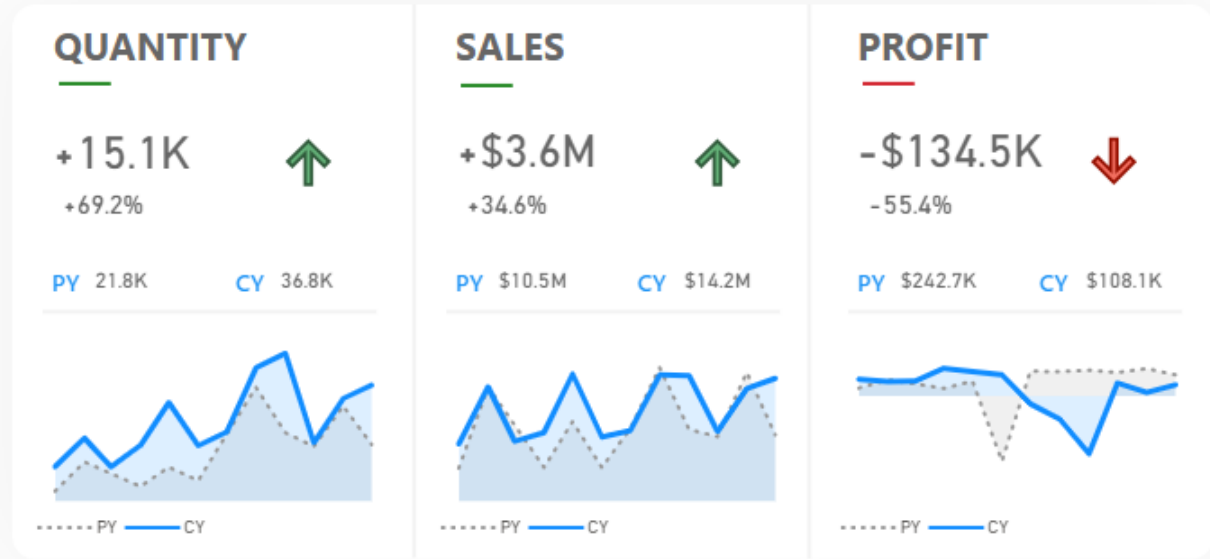 QUANTITY
+15.1K
+69.2%
PY 21.8K CY 36.8K
PY CY
SALES
+$3.6M
+34.6%
PY $10.5M CY $14.2M
PY CY
PROFIT
-$134.5K
-55.4%
PY $242.7K CY $108.1K
PY CY